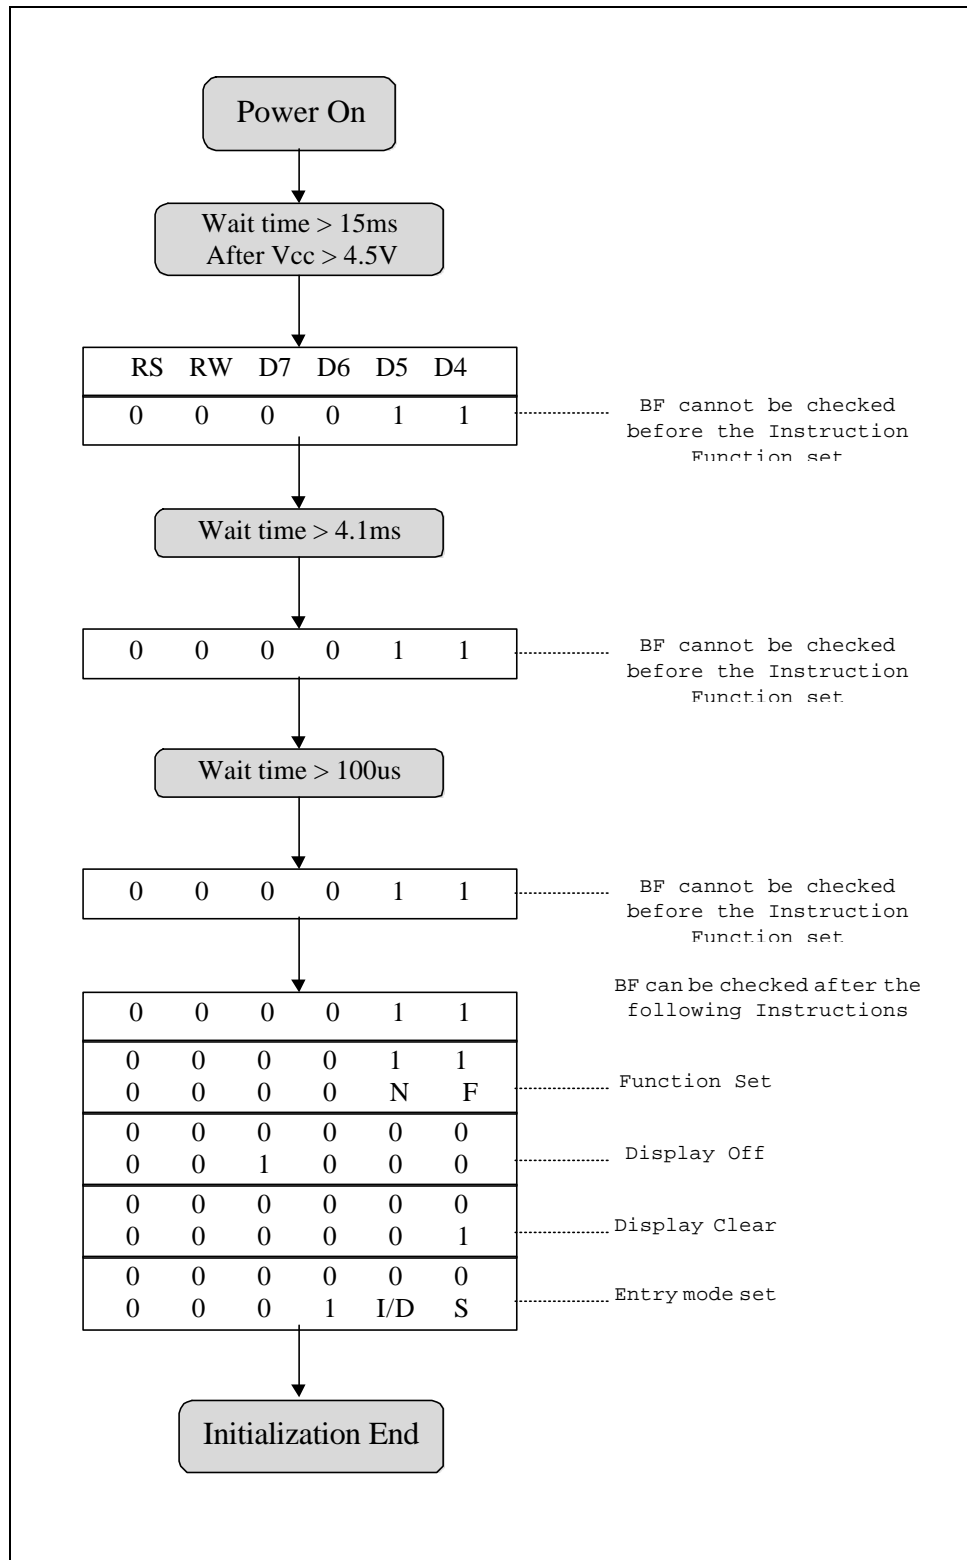 Power On
Wait time > 15ms
After Vcc > 4.5V
RS RW D7 D6 D5 D4
0 0 0 0 1 1
BF cannot be checked
before the Instruction
Function set
Wait time > 4.1ms
0 0 0 0 1 1
BF cannot be checked
before the Instruction
Function set
Wait time > 100us
0 0 0 0 1 1
BF cannot be checked
before the Instruction
Function set
BF can be checked after the
following Instructions
0 0 0 0 1 1
0 0 0 0 1 1
0 0 0 0 N F
Function Set
0 0 0 0 0 0
0 0 1 0 0 0
Display Off
0 0 0 0 0 0
0 0 0 0 0 1
Display Clear
0 0 0 0 0 0
0 0 0 1 I/D S
Entry mode set
Initialization End